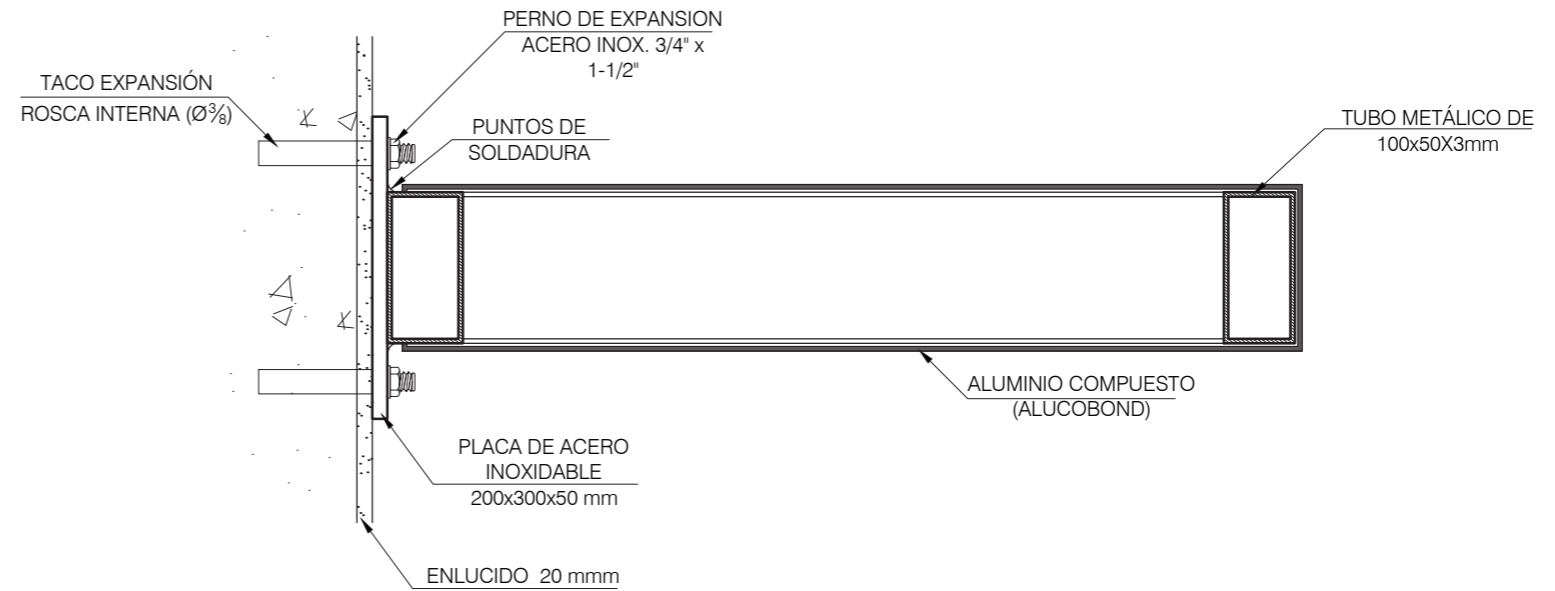 PERNO DE EXPANSION
ACERO INOX. 3/4" x
1-1/2"
TACO EXPANSIÓN
ROSCA INTERNA (Ø⅜)
PUNTOS DE
SOLDADURA
TUBO METÁLICO DE
100x50X3mm
ALUMINIO COMPUESTO
(ALUCOBOND)
PLACA DE ACERO
INOXIDABLE
200x300x50 mm
ENLUCIDO 20 mmm